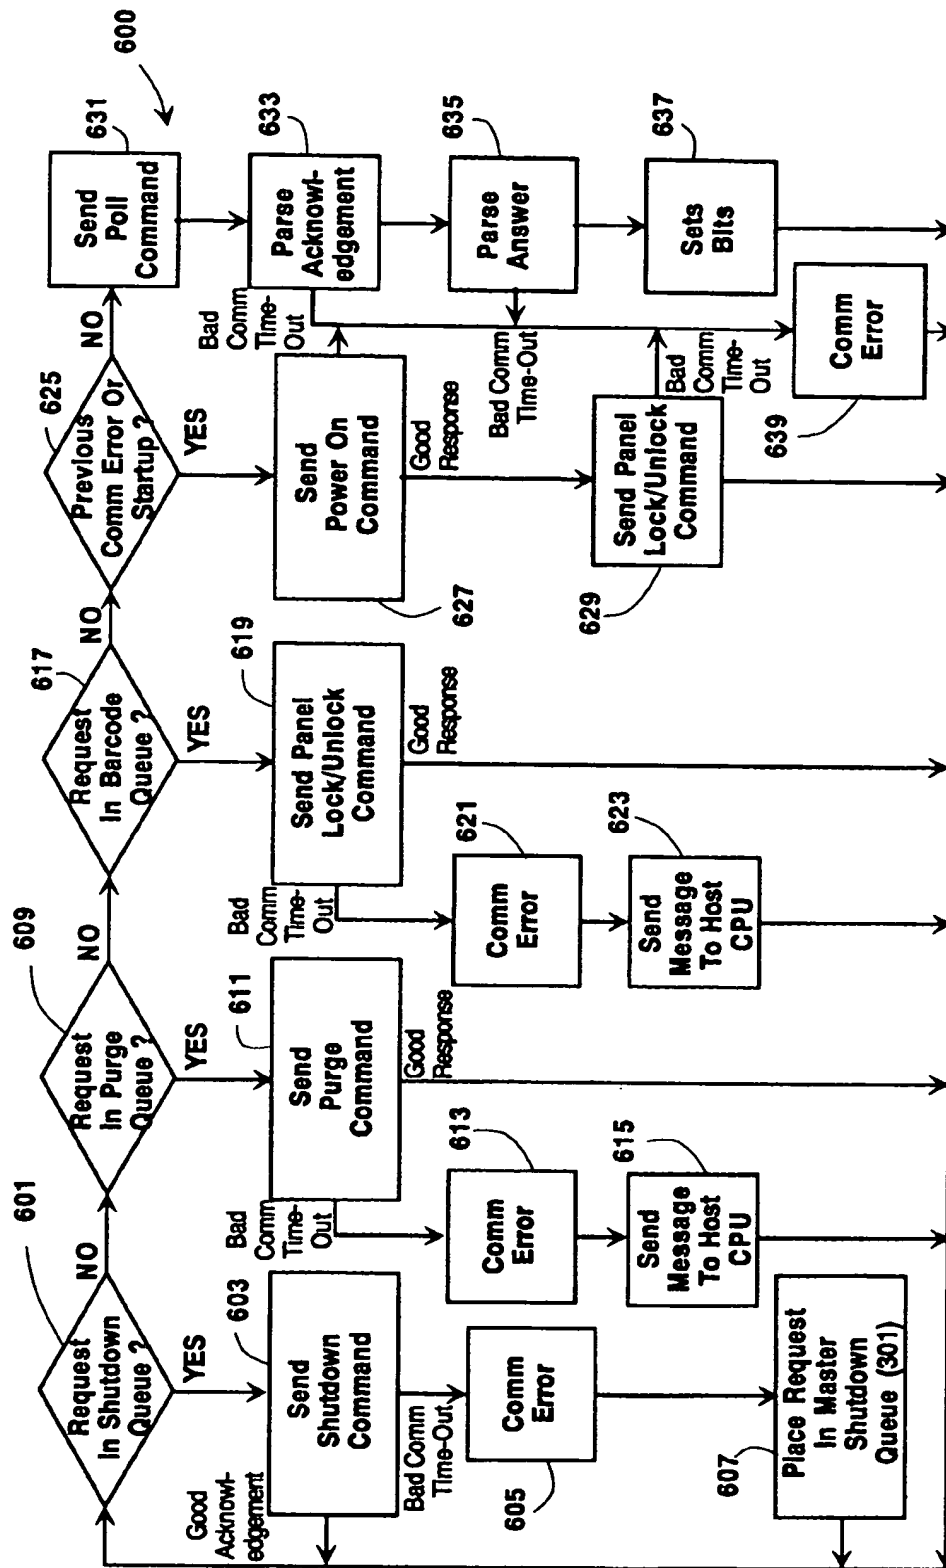 600
601
Request
In Shutdown
Queue ?
NO
YES
603
Send
Shutdown
Command
Good
Acknowl-
edgement
Bad Comm
Time-Out
Comm
Error
605
607
Place Request
In Master
Shutdown
Queue (301)
609
Request
In Purge
Queue ?
NO
YES
611
Send
Purge
Command
Bad
Comm
Time-
Out
Good
Response
613
Comm
Error
615
Send
Message
To Host
CPU
617
Request
In Barcode
Queue ?
NO
YES
619
Send Panel
Lock/Unlock
Command
Bad
Comm
Time-
Out
Good
Response
621
Comm
Error
623
Send
Message
To Host
CPU
625
Previous
Comm Error Or
Startup ?
NO
YES
627
Send
Power On
Command
Good
Response
629
Send Panel
Lock/Unlock
Command
Bad
Comm
Time-
Out
631
Send
Poll
Command
633
Parse
Acknowl-
edgement
Bad
Comm
Time-
Out
635
Parse
Answer
Bad Comm
Time-Out
637
Sets
Bits
639
Comm
Error